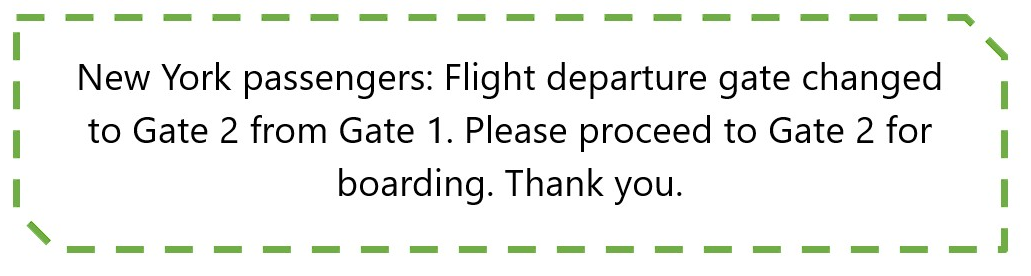 New York passengers: Flight departure gate changed
to Gate 2 from Gate 1. Please proceed to Gate 2 for
boarding. Thank you.